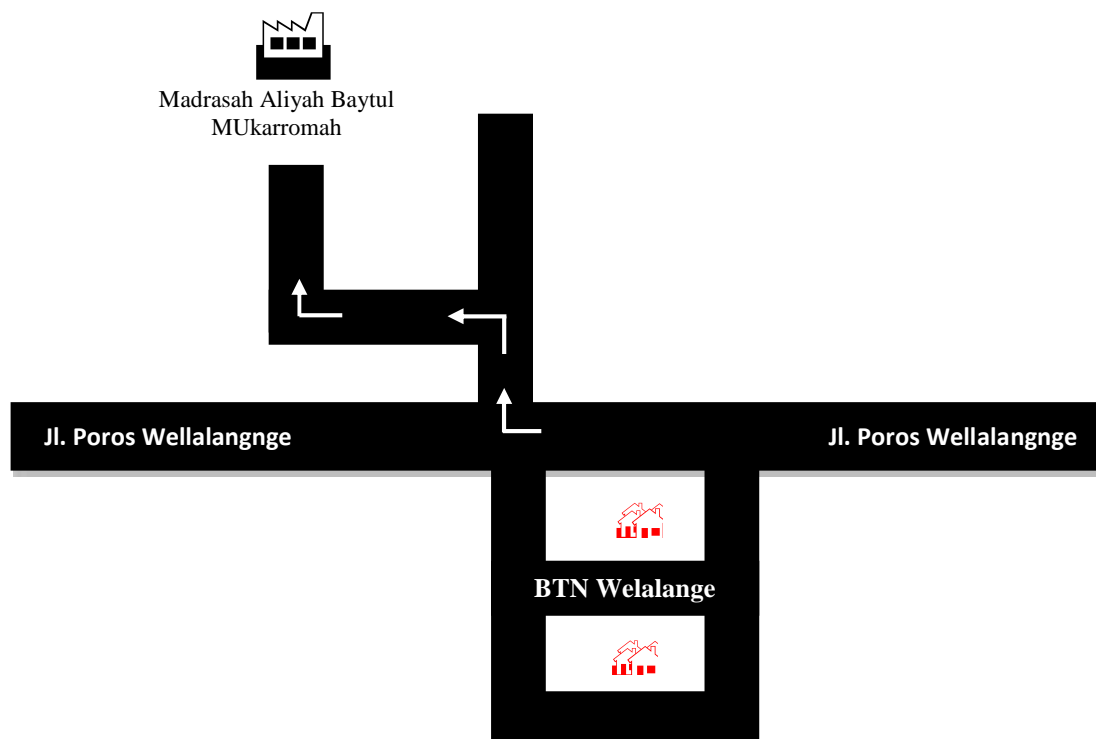 Madrasah Aliyah Baytul
MUkarromah
Jl. Poros Wellalangnge
Jl. Poros Wellalangnge
BTN Welalange